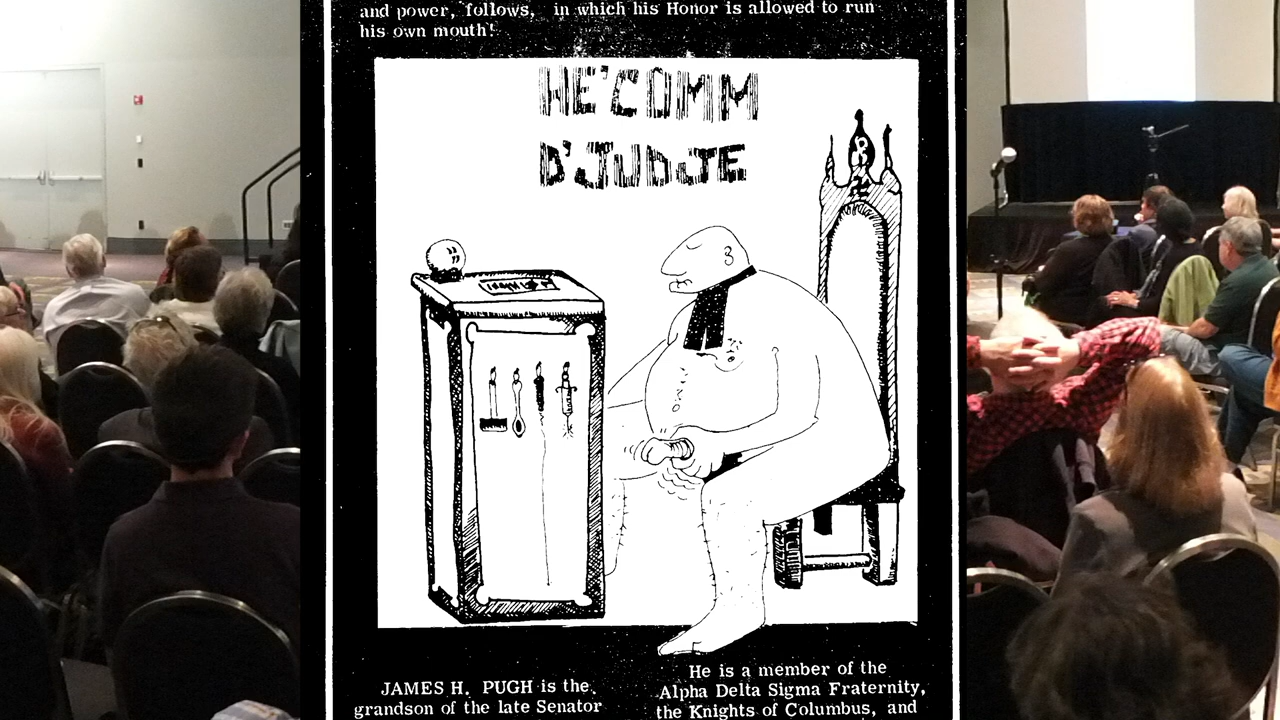 and power, follows, in which his Honor is allowed to run
his own mouth!
HE'COMM
D'JUDJE
JAMES H. PUGH is the
grandson of the late Senator
He is a member of the
Alpha Delta Sigma Fraternity,
the Knights of Columbus, and